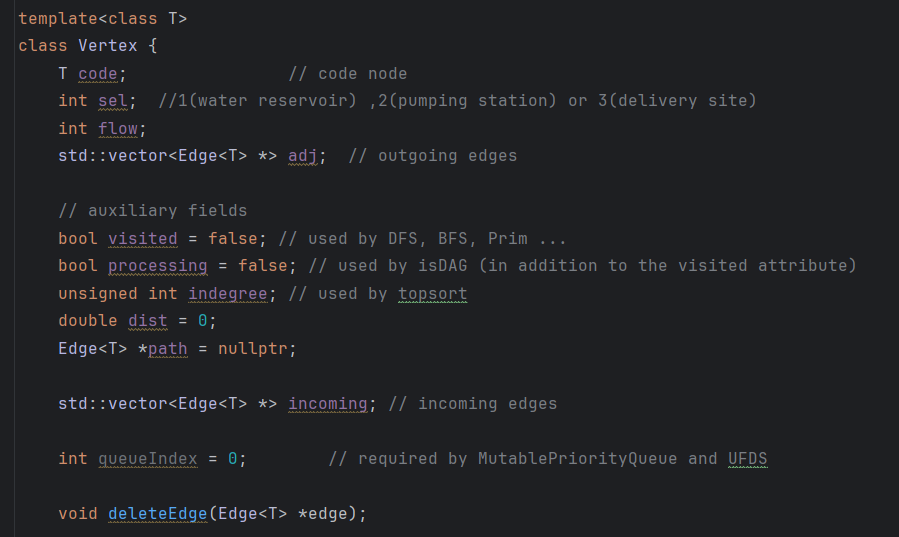 template<class T>
class Vertex {
    T code;                // code node
    int sel;  //1(water reservoir) ,2(pumping station) or 3(delivery site)
    int flow;
    std::vector<Edge<T> *> adj;  // outgoing edges
    // auxiliary fields
    bool visited = false; // used by DFS, BFS, Prim ...
    bool processing = false; // used by isDAG (in addition to the visited attribute)
    unsigned int indegree; // used by topsort
    double dist = 0;
    Edge<T> *path = nullptr;
    std::vector<Edge<T> *> incoming; // incoming edges
    int queueIndex = 0;        // required by MutablePriorityQueue and UFDS
    void deleteEdge(Edge<T> *edge);